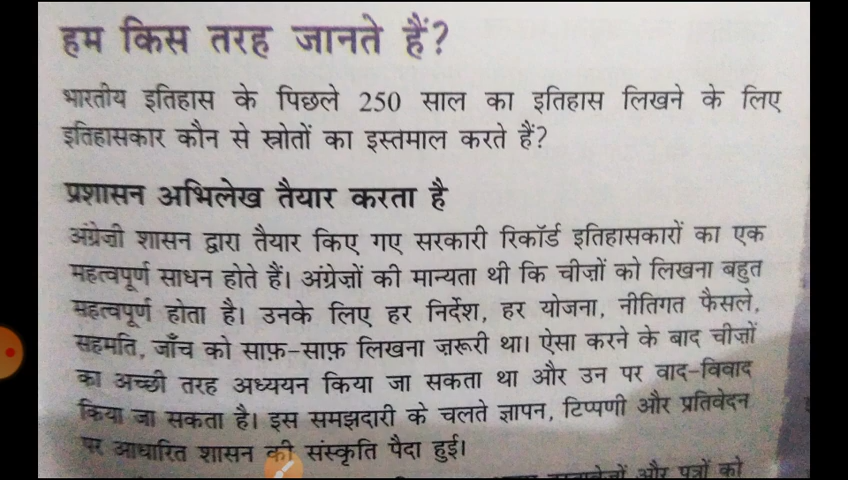 हम किस तरह जानते हैं?
भारतीय इतिहास के पिछले 250 साल का इतिहास लिखने के लिए
इतिहासकार कौन से स्रोतों का इस्तमाल करते हैं?
प्रशासन अभिलेख तैयार करता है
अंग्रेज़ी शासन द्वारा तैयार किए गए सरकारी रिकॉर्ड इतिहासकारों का एक
महत्वपूर्ण साधन होते हैं। अंग्रेज़ों की मान्यता थी कि चीज़ों को लिखना बहुत
महत्वपूर्ण होता है। उनके लिए हर निर्देश, हर योजना, नीतिगत फैसले,
सहमति, जाँच को साफ़-साफ़ लिखना ज़रूरी था। ऐसा करने के बाद चीज़ों
का अच्छी तरह अध्ययन किया जा सकता था और उन पर वाद-विवाद
किया जा सकता है। इस समझदारी के चलते ज्ञापन, टिप्पणी और प्रतिवेदन
पर आधारित शासन की संस्कृति पैदा हुई।
और पत्रों को